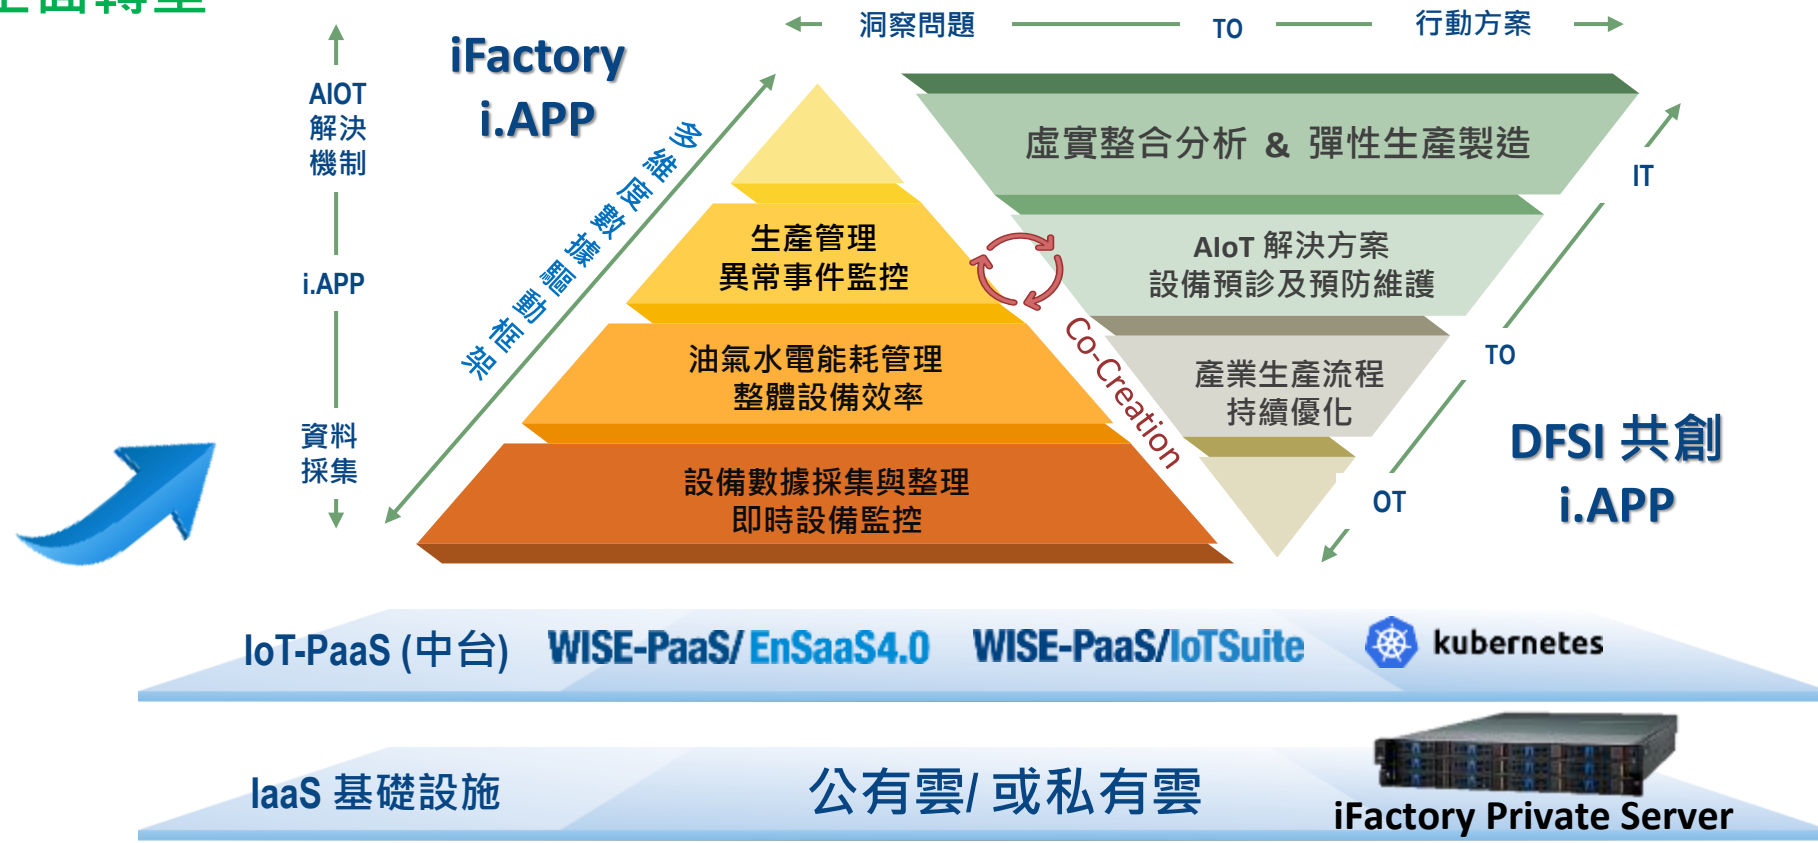 全面轉型
洞察問題 TO 行動方案
iFactory
i.APP
AIOT
解決
機制
i.APP
資料
採集
多維度數據驅動框架
生產管理
異常事件監控
油氣水電能耗管理
整體設備效率
設備數據採集與整理
即時設備監控
Co-Creation
虛實整合分析 & 彈性生產製造
AIoT 解決方案
設備預診及預防維護
產業生產流程
持續優化
IT
TO
OT
DFSI 共創
i.APP
IoT-PaaS (中台) WISE-PaaS/EnSaaS4.0 WISE-PaaS/IoTSuite kubernetes
IaaS 基礎設施 公有雲/ 或私有雲
iFactory Private Server